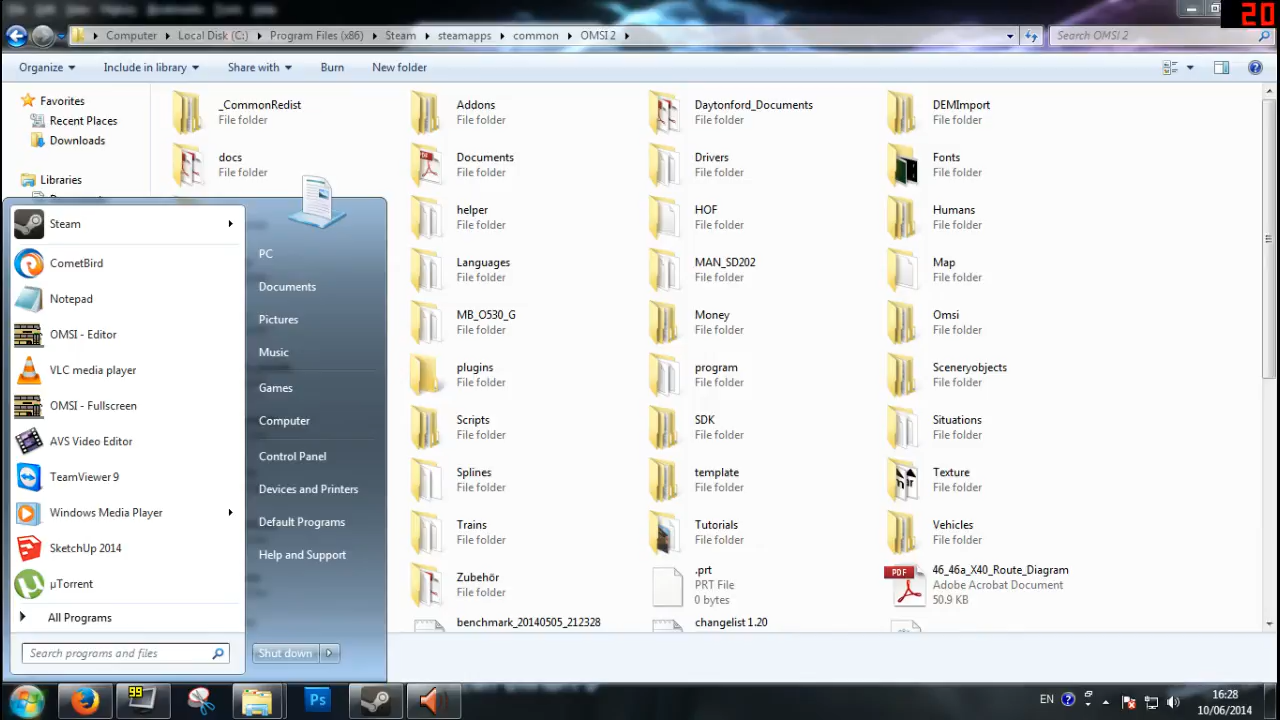 20
Computer Local Disk (C:) Program Files (x86) Steam steamapps common OMSI 2
Search OMSI 2
Organize Include in library Share with Burn New folder
Favorites
Recent Places
Downloads
Libraries
_CommonRedist
File folder
Addons
File folder
Daytonford_Documents
File folder
DEMImport
File folder
docs
File folder
Documents
File folder
Drivers
File folder
Fonts
File folder
helper
File folder
HOF
File folder
Humans
File folder
Languages
File folder
MAN_SD202
File folder
Map
File folder
MB_O530_G
File folder
Money
File folder
Omsi
File folder
plugins
File folder
program
File folder
Sceneryobjects
File folder
Scripts
File folder
SDK
File folder
Situations
File folder
Splines
File folder
template
File folder
Texture
File folder
Trains
File folder
Tutorials
File folder
Vehicles
File folder
Zubehör
File folder
.prt
PRT File
0 bytes
PDF
46_46a_X40_Route_Diagram
Adobe Acrobat Document
50.9 KB
benchmark_20140505_212328
changelist 1.20
Steam
CometBird
Notepad
OMSI - Editor
VLC media player
OMSI - Fullscreen
AVS Video Editor
TeamViewer 9
Windows Media Player
SketchUp 2014
µTorrent
All Programs
Search programs and files
PC
Documents
Pictures
Music
Games
Computer
Control Panel
Devices and Printers
Default Programs
Help and Support
Shut down
99
Ps
EN
16:28
10/06/2014